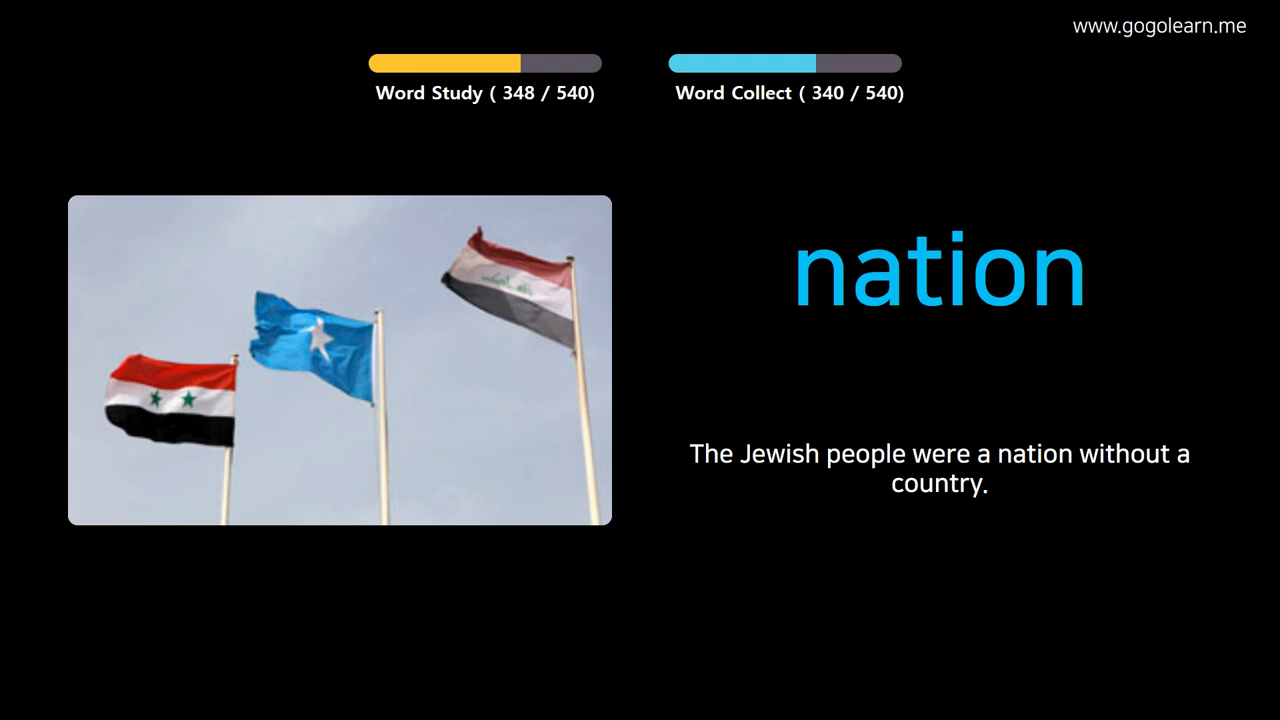 www.gogolearn.me
Word Study ( 348 / 540)
Word Collect ( 340 / 540)
nation
The Jewish people were a nation without a
country.